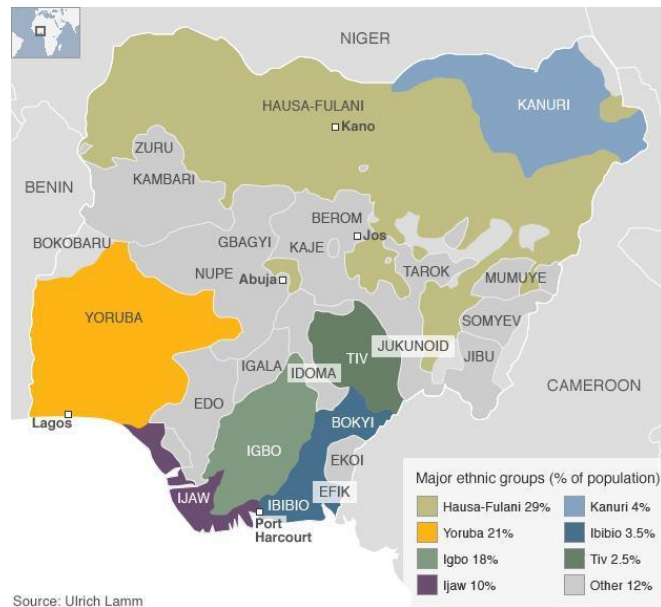 NIGER
HAUSA-FULANI
KANURI
Kano
ZURU
KAMBARI
BENIN
BEROM
Jos
BOKOBARU
GBAGYI
KAJE
NUPE
Abuja
TAROK
MUMUYE
YORUBA
SOMYEV
TIV
JUKUNOID
JIBU
IGALA
IDOMA
CAMEROON
EDO
Lagos
BOKYI
IGBO
EKOI
IJAW
EFIK
IBIBIO
Port
Harcourt
Major ethnic groups (% of population)
Hausa-Fulani 29%
Kanuri 4%
Yoruba 21%
Ibibio 3.5%
Igbo 18%
Tiv 2.5%
Ijaw 10%
Other 12%
Source: Ulrich Lamm